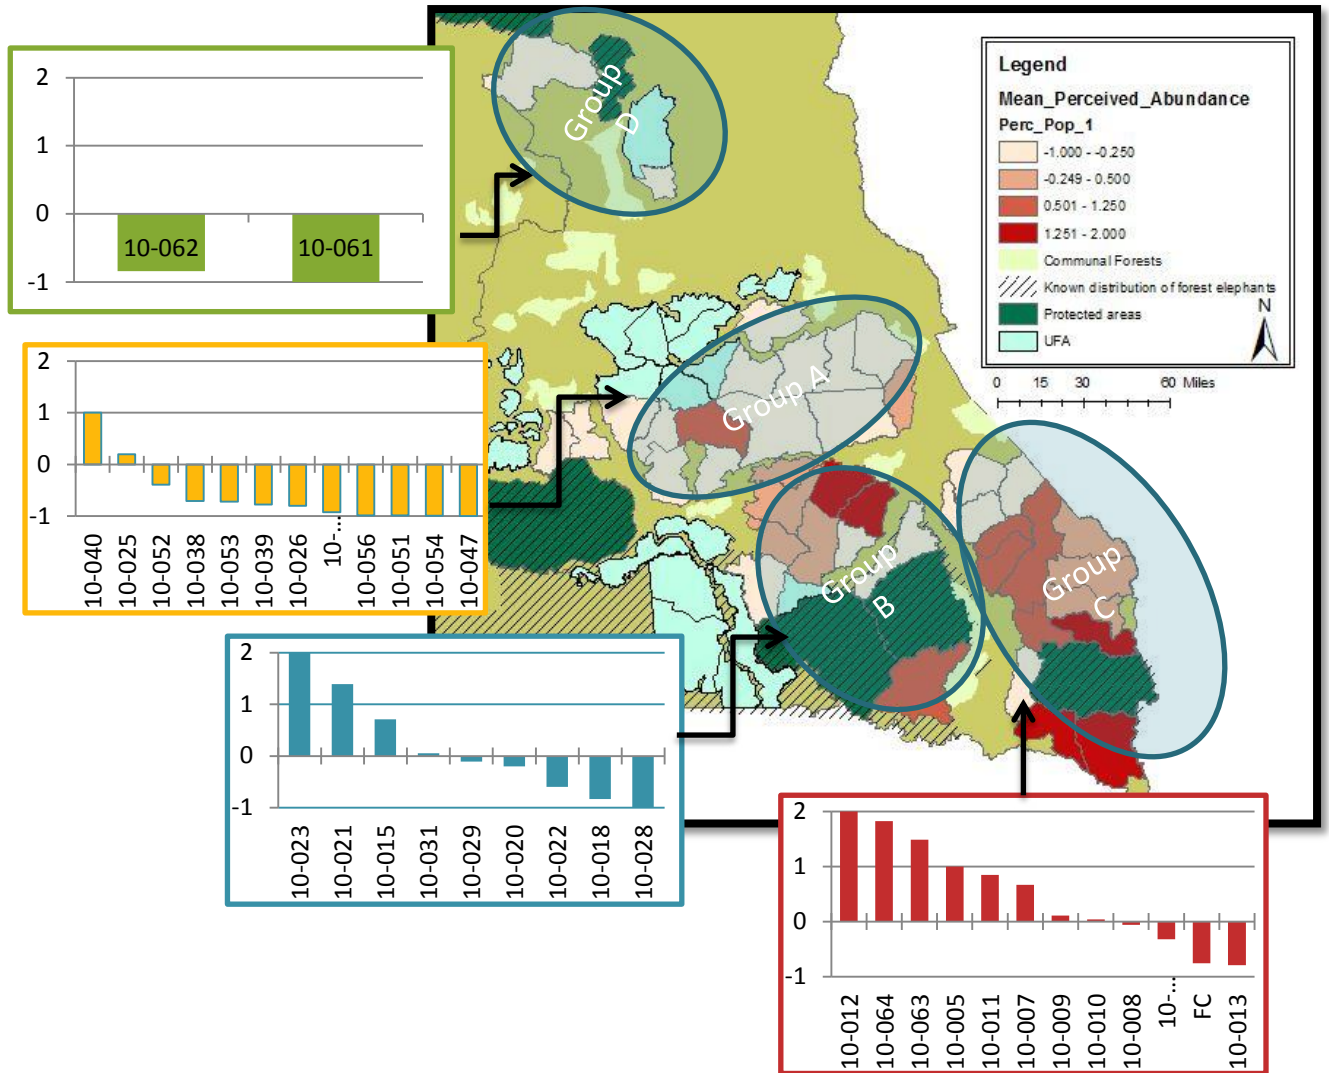 2
1
0
-1
10-062
10-061
Group
D
Legend
Mean_Perceived_Abundance
Perc_Pop_1
-1.000 - -0.250
-0.249 - 0.500
0.501 - 1.250
1.251 - 2.000
Communal Forests
Known distribution of forest elephants
Protected areas
UFA
N
0 15 30 60 Miles
2
1
0
-1
10-040
10-025
10-052
10-038
10-053
10-039
10-026
10-...
10-056
10-051
10-054
10-047
Group A
Group
B
Group
C
2
1
0
-1
10-023
10-021
10-015
10-031
10-029
10-020
10-022
10-018
10-028
2
1
0
-1
10-012
10-064
10-063
10-005
10-011
10-007
10-009
10-010
10-008
10-...
FC
10-013